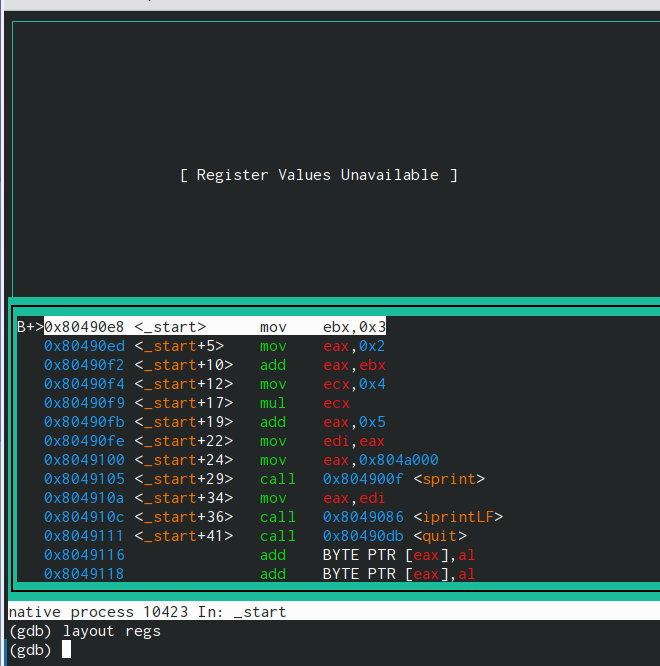 [ Register Values Unavailable ]
B+>0x80490e8 <_start> mov ebx,0x3
0x80490ed <_start+5> mov eax,0x2
0x80490f2 <_start+10> add eax,ebx
0x80490f4 <_start+12> mov ecx,0x4
0x80490f9 <_start+17> mul ecx
0x80490fb <_start+19> add eax,0x5
0x80490fe <_start+22> mov edi,eax
0x8049100 <_start+24> mov eax,0x804a000
0x8049105 <_start+29> call 0x804900f <sprint>
0x804910a <_start+34> mov eax,edi
0x804910c <_start+36> call 0x8049086 <iprintLF>
0x8049111 <_start+41> call 0x80490db <quit>
0x8049116 add BYTE PTR [eax],al
0x8049118 add BYTE PTR [eax],al
native process 10423 In: _start
(gdb) layout regs
(gdb)